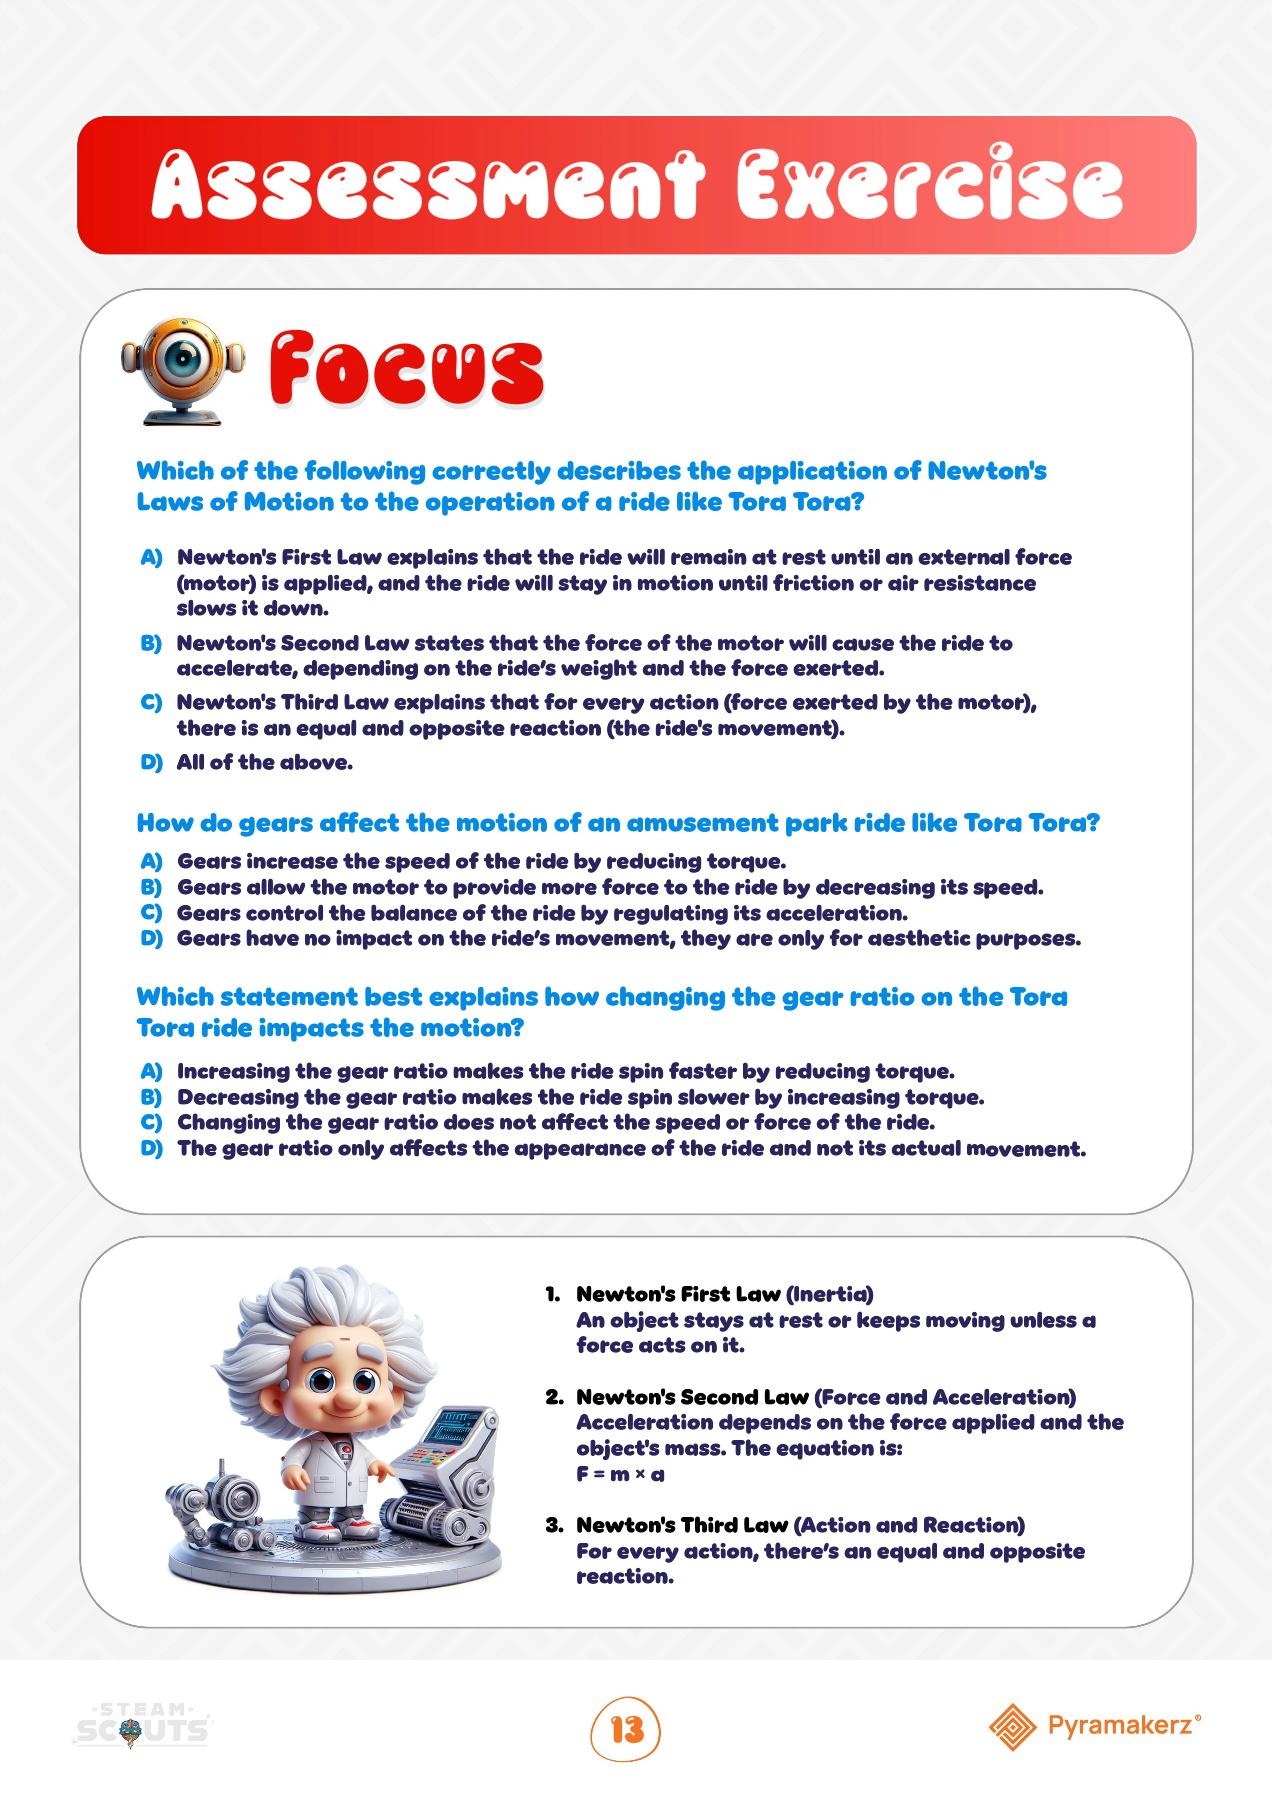 Assessment Exercise
Focus
Which of the following correctly describes the application of Newton's
Laws of Motion to the operation of a ride like Tora Tora?
A) Newton's First Law explains that the ride will remain at rest until an external force
(motor) is applied, and the ride will stay in motion until friction or air resistance
slows it down.
B) Newton's Second Law states that the force of the motor will cause the ride to
accelerate, depending on the ride’s weight and the force exerted.
C) Newton's Third Law explains that for every action (force exerted by the motor),
there is an equal and opposite reaction (the ride's movement).
D) All of the above.
How do gears affect the motion of an amusement park ride like Tora Tora?
A) Gears increase the speed of the ride by reducing torque.
B) Gears allow the motor to provide more force to the ride by decreasing its speed.
C) Gears control the balance of the ride by regulating its acceleration.
D) Gears have no impact on the ride’s movement, they are only for aesthetic purposes.
Which statement best explains how changing the gear ratio on the Tora
Tora ride impacts the motion?
A) Increasing the gear ratio makes the ride spin faster by reducing torque.
B) Decreasing the gear ratio makes the ride spin slower by increasing torque.
C) Changing the gear ratio does not affect the speed or force of the ride.
D) The gear ratio only affects the appearance of the ride and not its actual movement.
1. Newton's First Law (Inertia)
An object stays at rest or keeps moving unless a
force acts on it.
2. Newton's Second Law (Force and Acceleration)
Acceleration depends on the force applied and the
object's mass. The equation is:
F = m × a
3. Newton's Third Law (Action and Reaction)
For every action, there’s an equal and opposite
reaction.
STEAM
SCOUTS
13
Pyramakerz®